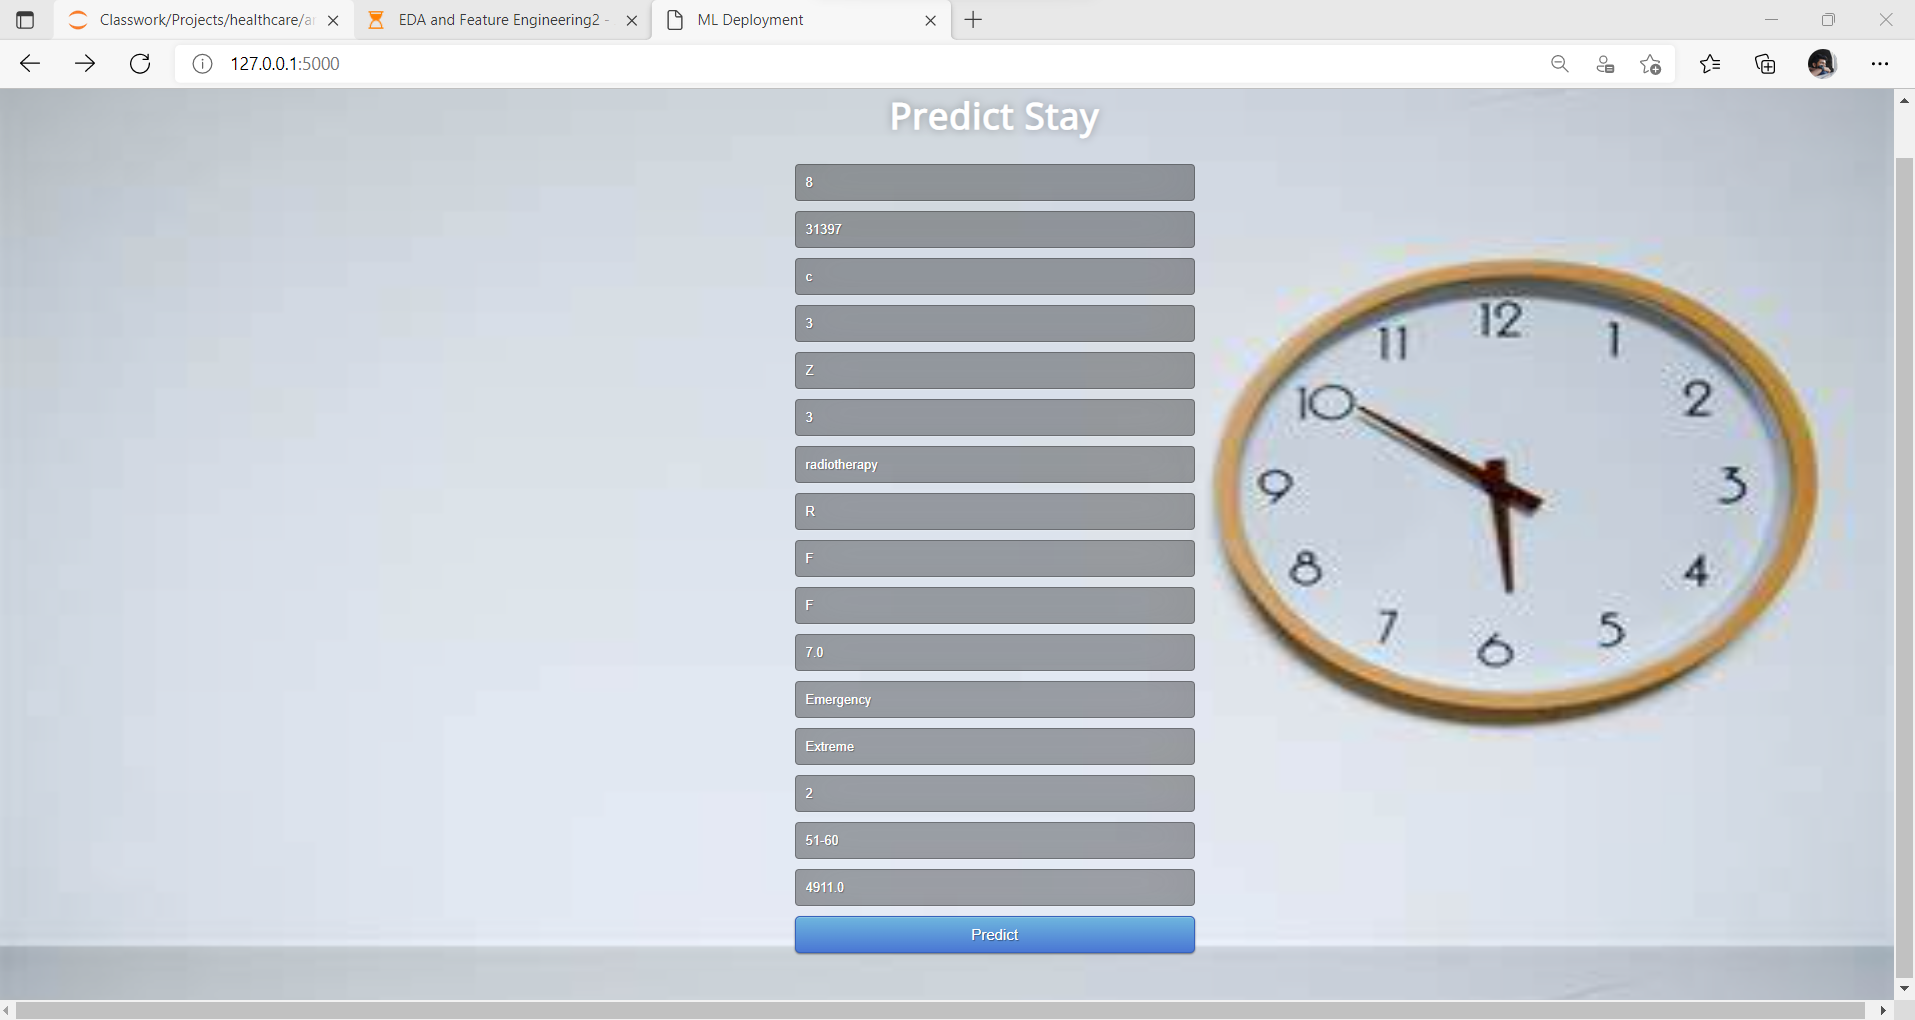 Classwork/Projects/healthcare/a
EDA and Feature Engineering2 -
ML Deployment
127.0.0.1:5000
Predict Stay
8
31397
c
3
Z
3
radiotherapy
R
F
F
7.0
Emergency
Extreme
2
51-60
4911.0
Predict
12
11
1
10
2
9
3
8
4
7
5
6